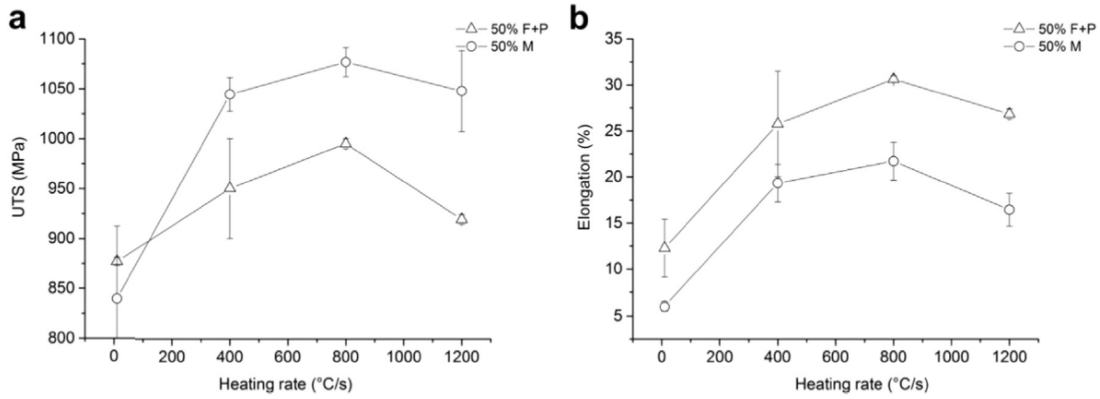 a
50% F+P
50% M
1100
1050
1000
950
900
850
800
UTS (MPa)
0 200 400 600 800 1000 1200
Heating rate (°C/s)
b
50% F+P
50% M
35
30
25
20
15
10
5
Elongation (%)
0 200 400 600 800 1000 1200
Heating rate (°C/s)